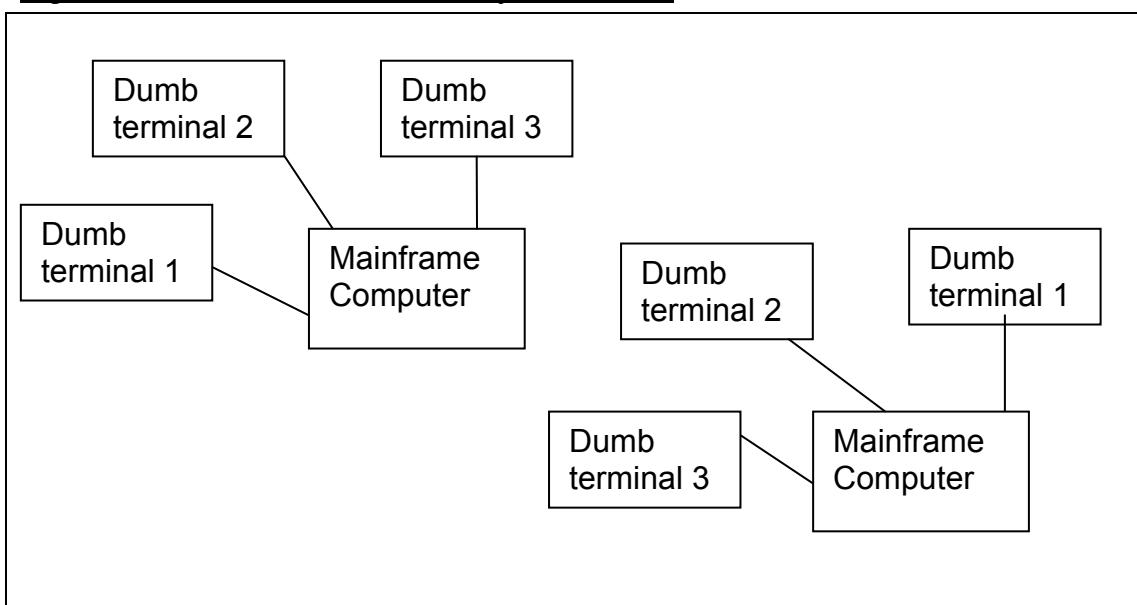 Dumb
terminal 2
Dumb
terminal 3
Dumb
terminal 1
Mainframe
Computer
Dumb
terminal 2
Dumb
terminal 1
Dumb
terminal 3
Mainframe
Computer